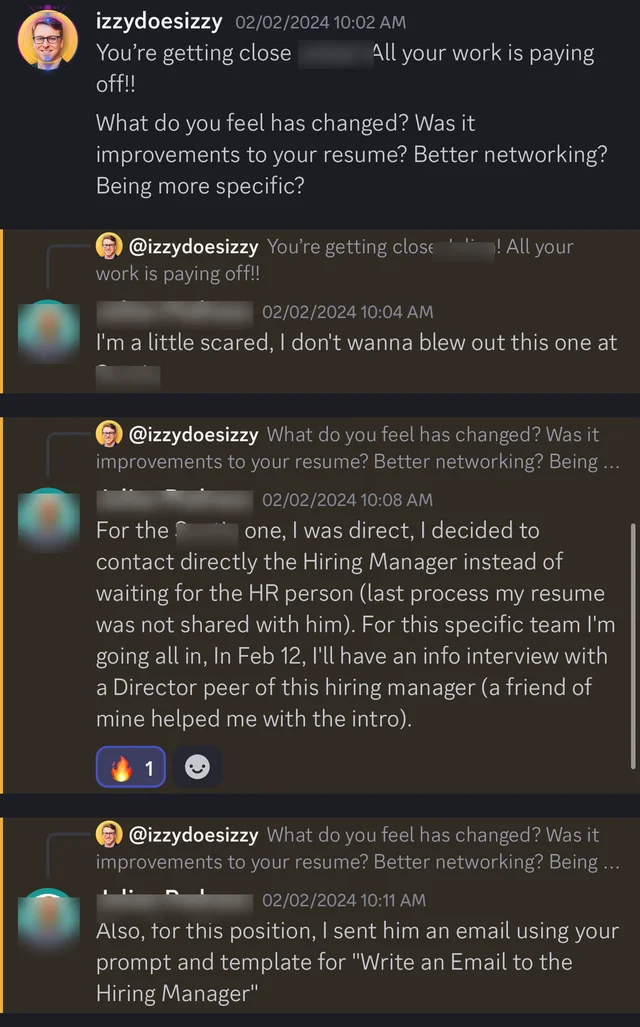 izzydoesizzy 02/02/2024 10:02 AM
You're getting close All your work is paying
off!!
What do you feel has changed? Was it
improvements to your resume? Better networking?
Being more specific?
@izzydoesizzy You're getting close ! All your
work is paying off!!
02/02/2024 10:04 AM
I'm a little scared, I don't wanna blew out this one at
@izzydoesizzy What do you feel has changed? Was it
improvements to your resume? Better networking? Being ...
02/02/2024 10:08 AM
For the one, I was direct, I decided to
contact directly the Hiring Manager instead of
waiting for the HR person (last process my resume
was not shared with him). For this specific team I'm
going all in, In Feb 12, I'll have an info interview with
a Director peer of this hiring manager (a friend of
mine helped me with the intro).
1
@izzydoesizzy What do you feel has changed? Was it
improvements to your resume? Better networking? Being ...
02/02/2024 10:11 AM
Also, for this position, I sent him an email using your
prompt and template for "Write an Email to the
Hiring Manager"